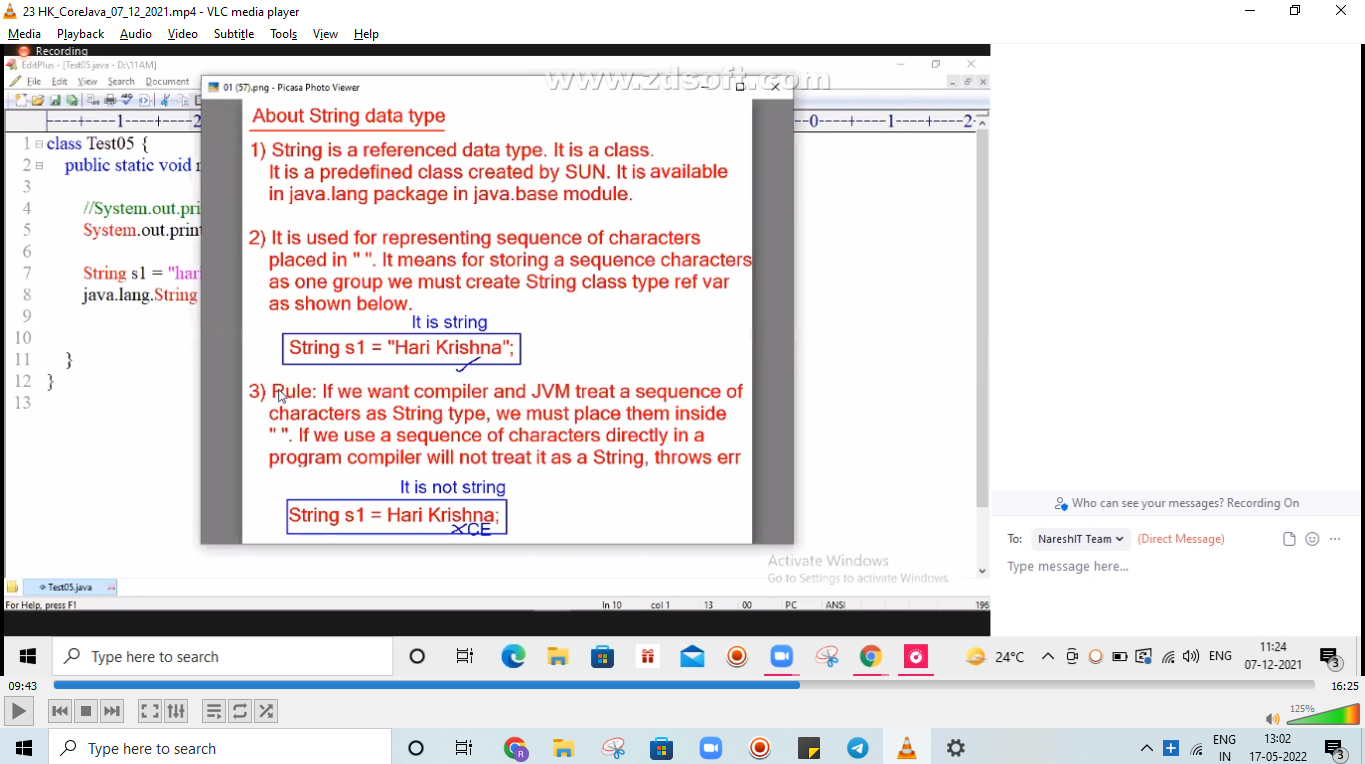 23 HK_CoreJava_07_12_2021.mp4 - VLC media player
Media Playback Audio Video Subtitle Tools View Help
Recording
EditPlus - [Test05.java - D:\11AM]
File Edit View Search Document
www.zdsoft.com
01 (57).png - Picasa Photo Viewer
----+----1----+----2
--0----+----1----+----2-
1 class Test05 {
2 public static void
3
4 //System.out.pri
5 System.out.print
6
7 String s1 = "hari
8 java.lang.String
9
10
11 }
12 }
13
About String data type
1) String is a referenced data type. It is a class.
It is a predefined class created by SUN. It is available
in java.lang package in java.base module.
2) It is used for representing sequence of characters
placed in " ". It means for storing a sequence characters
as one group we must create String class type ref var
as shown below.
It is string
String s1 = "Hari Krishna";
3) Rule: If we want compiler and JVM treat a sequence of
characters as String type, we must place them inside
" ". If we use a sequence of characters directly in a
program compiler will not treat it as a String, throws err
It is not string
String s1 = Hari Krishna;
XCE
Activate Windows
Go to Settings to activate Windows.
Test05.java
For Help, press F1
ln 10 col 1 13 00 PC ANSI 196
Who can see your messages? Recording On
To: NareshIT Team (Direct Message)
Type message here...
Type here to search
24°C
ENG
11:24
07-12-2021
3
09:43
16:25
125%
Type here to search
R
ENG
IN
13:02
17-05-2022
3